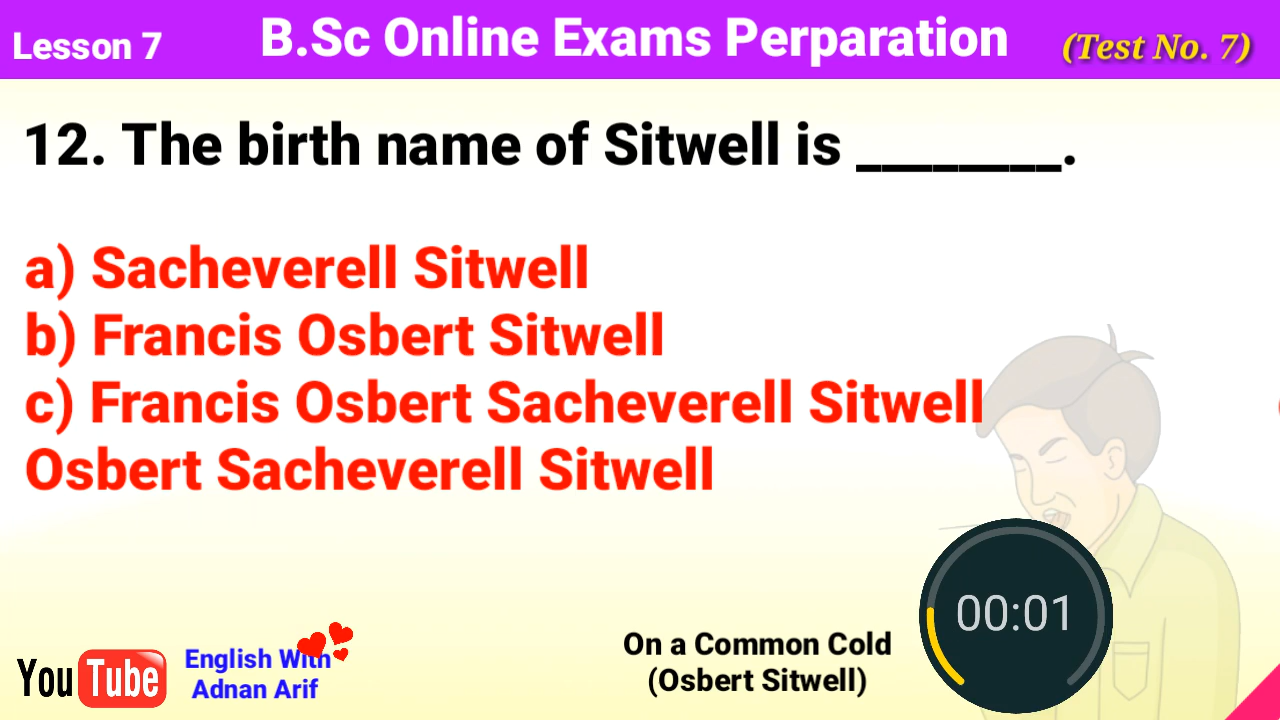 Lesson 7
B.Sc Online Exams Perparation
(Test No. 7)
12. The birth name of Sitwell is ________.
a) Sacheverell Sitwell
b) Francis Osbert Sitwell
c) Francis Osbert Sacheverell Sitwell
Osbert Sacheverell Sitwell
00:01
On a Common Cold
(Osbert Sitwell)
YouTube
English With
Adnan Arif